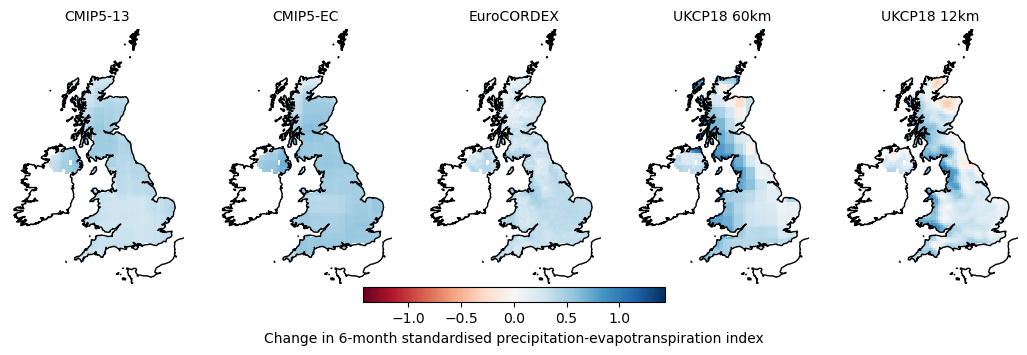 CMIP5-13 CMIP5-EC EuroCORDEX UKCP18 60km UKCP18 12km
−1.0 −0.5 0.0 0.5 1.0
Change in 6-month standardised precipitation-evapotranspiration index